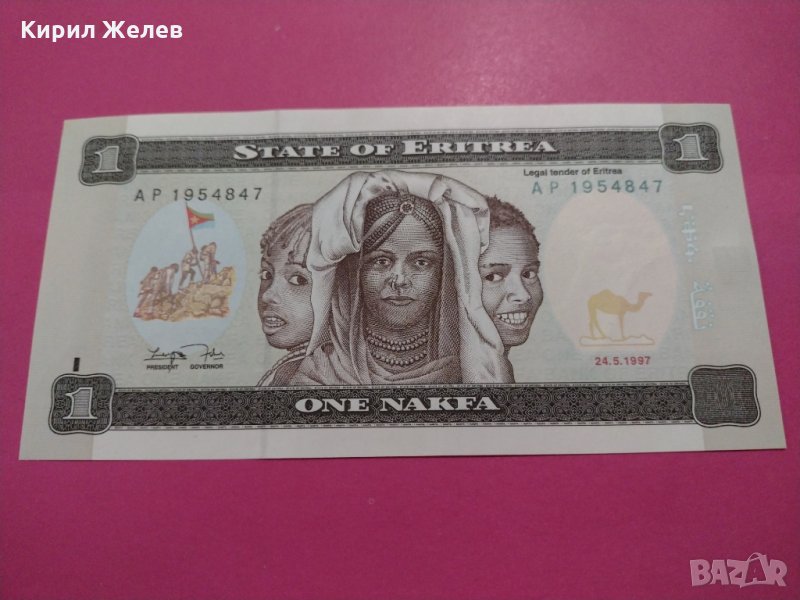 Кирил Желев
1
STATE OF ERITREA
1
Legal tender of Eritrea
AP 1954847
AP 1954847
PRESIDENT GOVERNOR
24.5.1997
1
ONE NAKFA
BAZAR